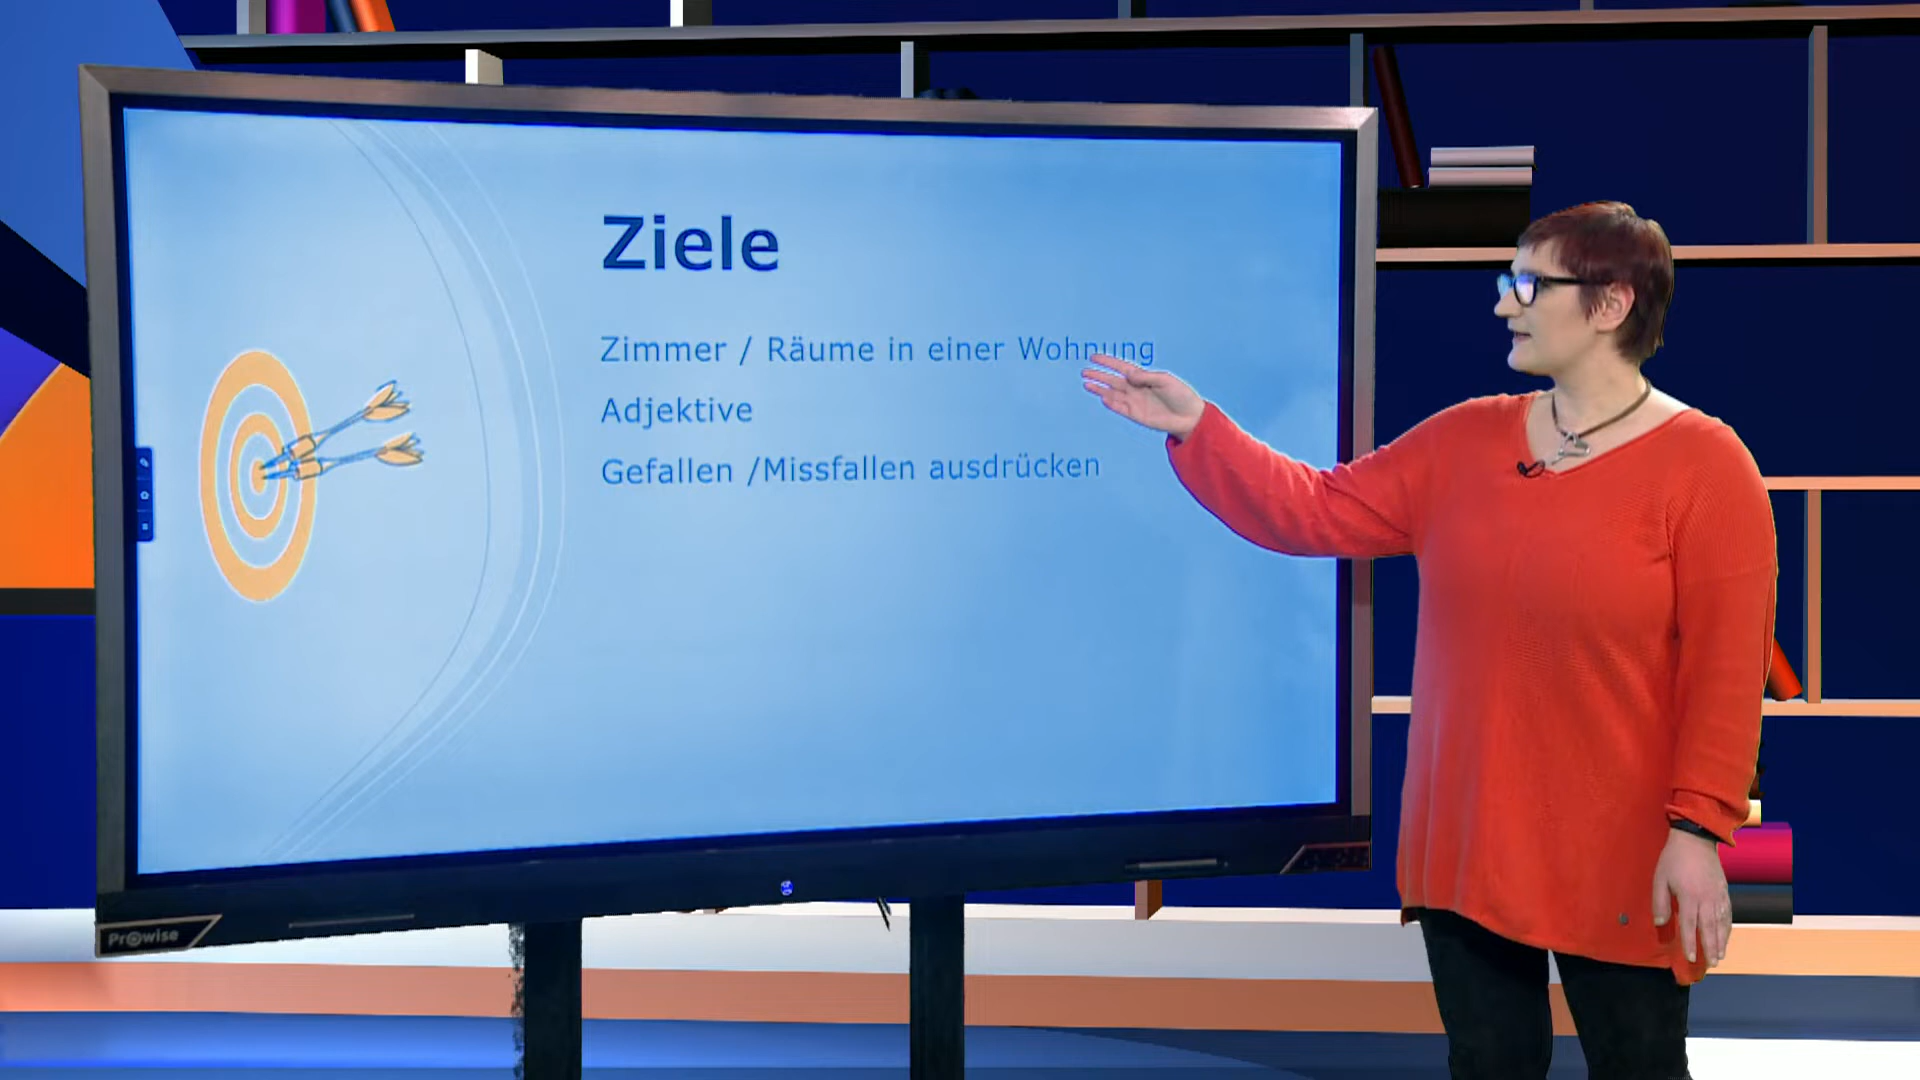 Ziele
Zimmer / Räume in einer Wohnung
Adjektive
Gefallen /Missfallen ausdrücken
Prowise